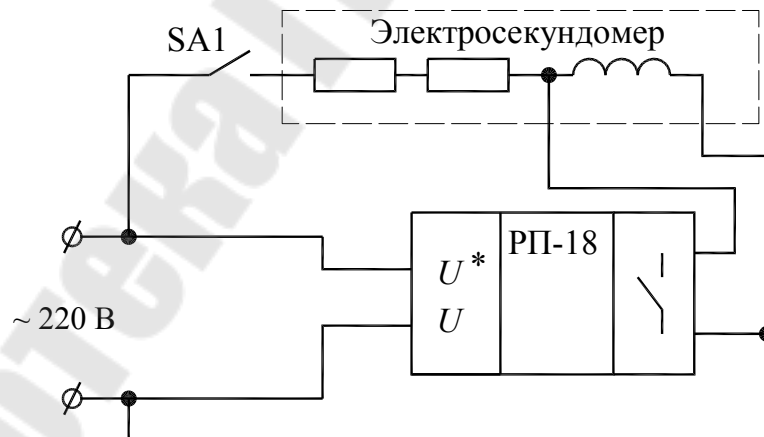 Электросекундомер
SA1
U* РП-18
U
~ 220 В